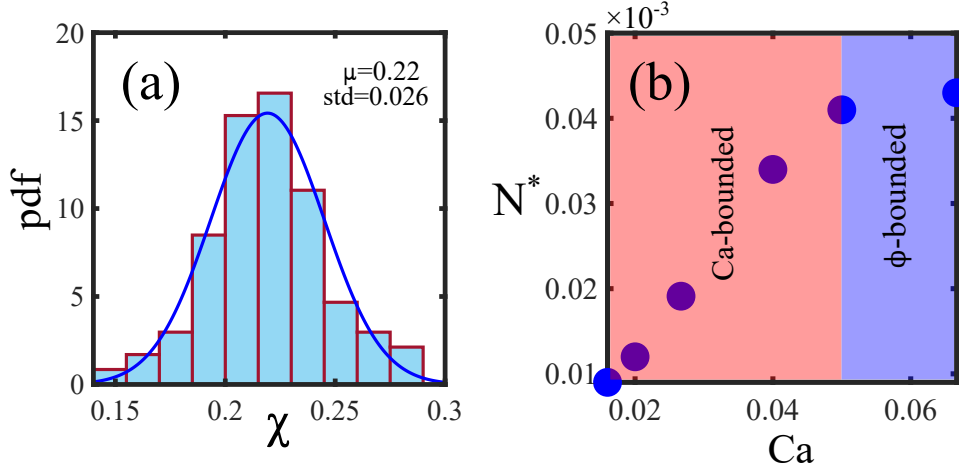 (a)
μ=0.22
std=0.026
pdf
20
15
10
5
0
0.15
0.2
0.25
0.3
χ
(b)
×10⁻³
N*
0.05
0.04
0.03
0.02
0.01
Ca-bounded
ϕ-bounded
0.02
0.04
0.06
Ca